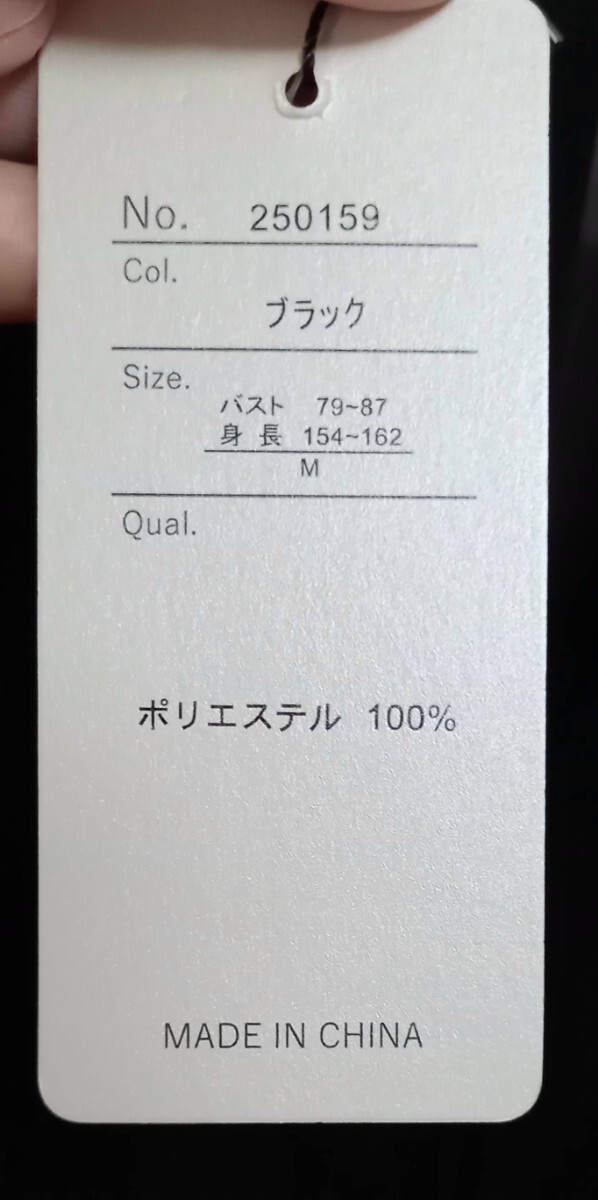 No. 250159
Col.
ブラック
Size.
バスト 79~87
身長 154~162
M
Qual.
ポリエステル 100%
MADE IN CHINA